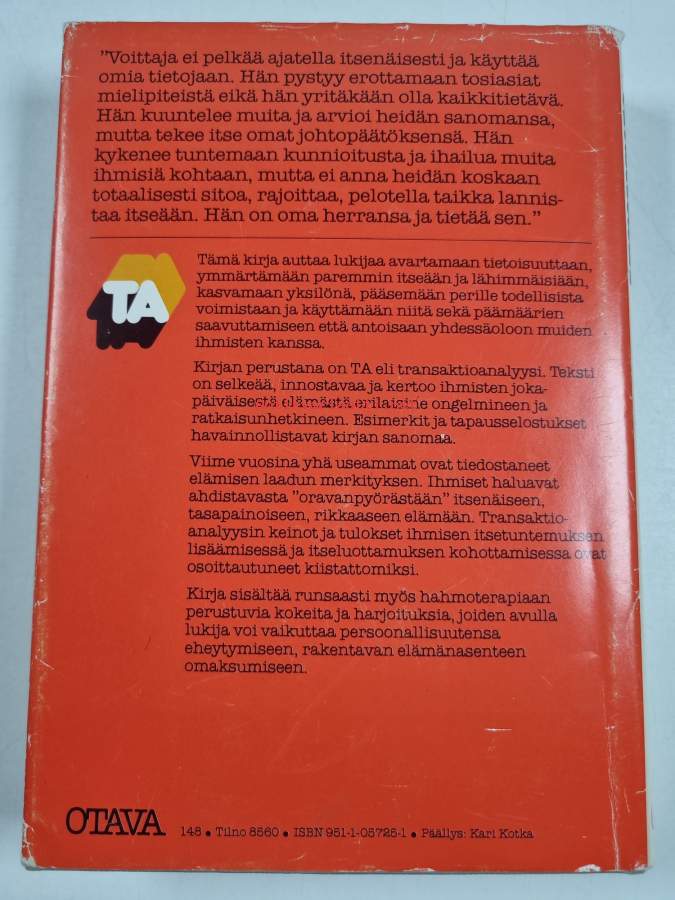 "Voittaja ei pelkää ajatella itsenäisesti ja käyttää
omia tietojaan. Hän pystyy erottamaan tosiasiat
mielipiteistä eikä hän yritäkään olla kaikkitietävä.
Hän kuuntelee muita ja arvioi heidän sanomansa,
mutta tekee itse omat johtopäätöksensä. Hän
kykenee tuntemaan kunnioitusta ja ihailua muita
ihmisiä kohtaan, mutta ei anna heidän koskaan
totaalisesti sitoa, rajoittaa, pelotella taikka lannis-
taa itseään. Hän on oma herransa ja tietää sen."
TA
Tämä kirja auttaa lukijaa avartamaan tietoisuuttaan,
ymmärtämään paremmin itseään ja lähimmäisiään,
kasvamaan yksilönä, pääsemään perille todellisista
voimistaan ja käyttämään niitä sekä päämäärien
saavuttamiseen että antoisaan yhdessäoloon muiden
ihmisten kanssa.
Kirjan perustana on TA eli transaktioanalyysi. Teksti
on selkeää, innostavaa ja kertoo ihmisten joka-
päiväisestä elämästä erilaisine ongelmineen ja
ratkaisunhetkineen. Esimerkit ja tapausselostukset
havainnollistavat kirjan sanomaa.
Viime vuosina yhä useammat ovat tiedostaneet
elämisen laadun merkityksen. Ihmiset haluavat
ahdistavasta "oravanpyörästään" itsenäiseen,
tasapainoiseen, rikkaaseen elämään. Transaktio-
analyysin keinot ja tulokset ihmisen itsetuntemuksen
lisäämisessä ja itseluottamuksen kohottamisessa ovat
osoittautuneet kiistattomiksi.
Kirja sisältää runsaasti myös hahmoterapiaan
perustuvia kokeita ja harjoituksia, joiden avulla
lukija voi vaikuttaa persoonallisuutensa
eheytymiseen, rakentavan elämänasenteen
omaksumiseen.
OTAVA 148 • Tilno 8560 • ISBN 951-1-05725-1 • Päällys: Kari Kotka